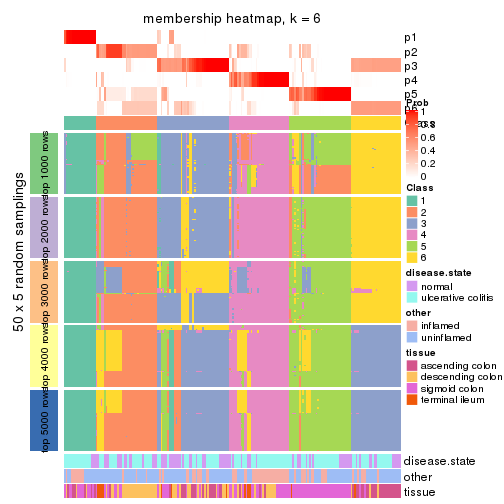 membership heatmap, k = 6
p1
p2
p3
p4
p5
Prob
1
0.8
0.6
0.4
0.2
0
Class
1
2
3
4
5
6
disease.state
normal
ulcerative colitis
other
inflamed
uninflamed
tissue
ascending colon
descending colon
sigmoid colon
terminal ileum
50 x 5 random samplings
top 1000 rows
top 2000 rows
top 3000 rows
top 4000 rows
top 5000 rows
disease.state
other
tissue